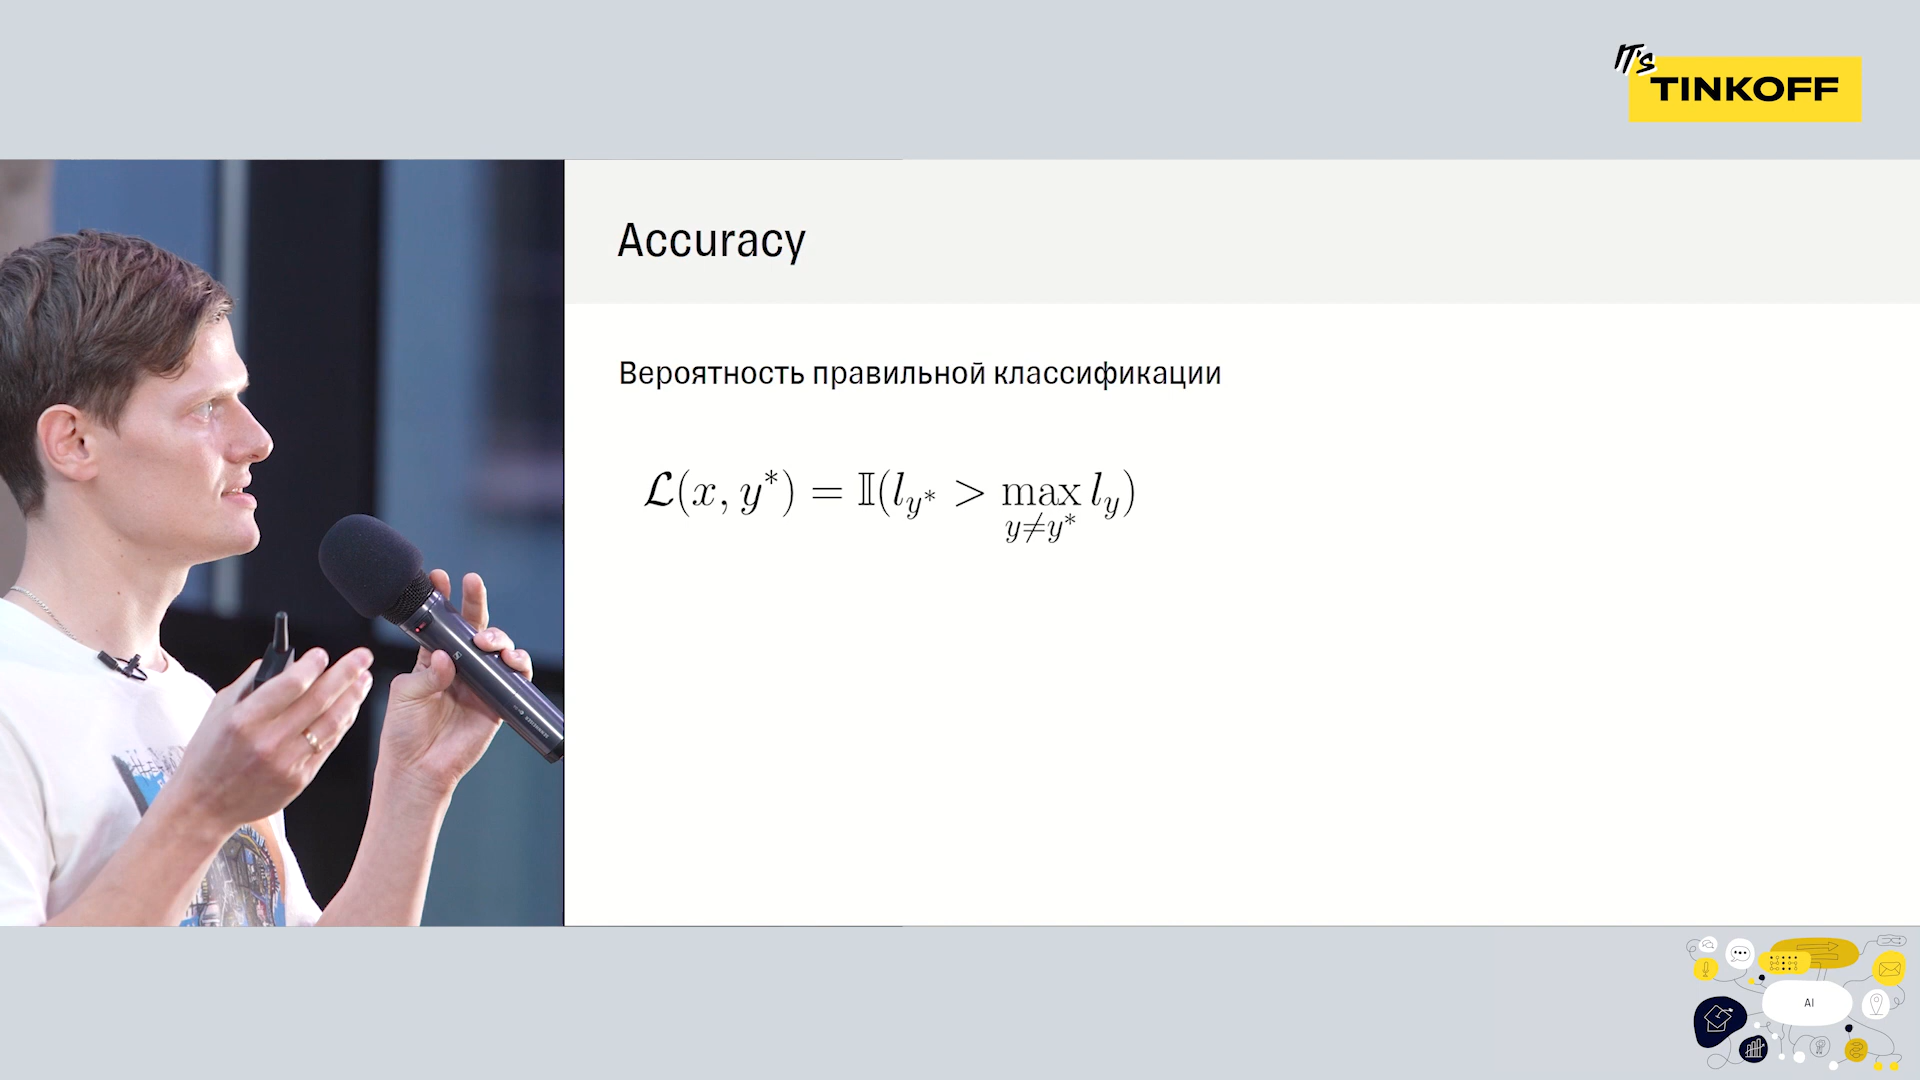 IT's
TINKOFF
Accuracy
Вероятность правильной классификации
ℒ(x, y*) = 𝕀(l_{y*} > max_{y≠y*} l_y)
AI